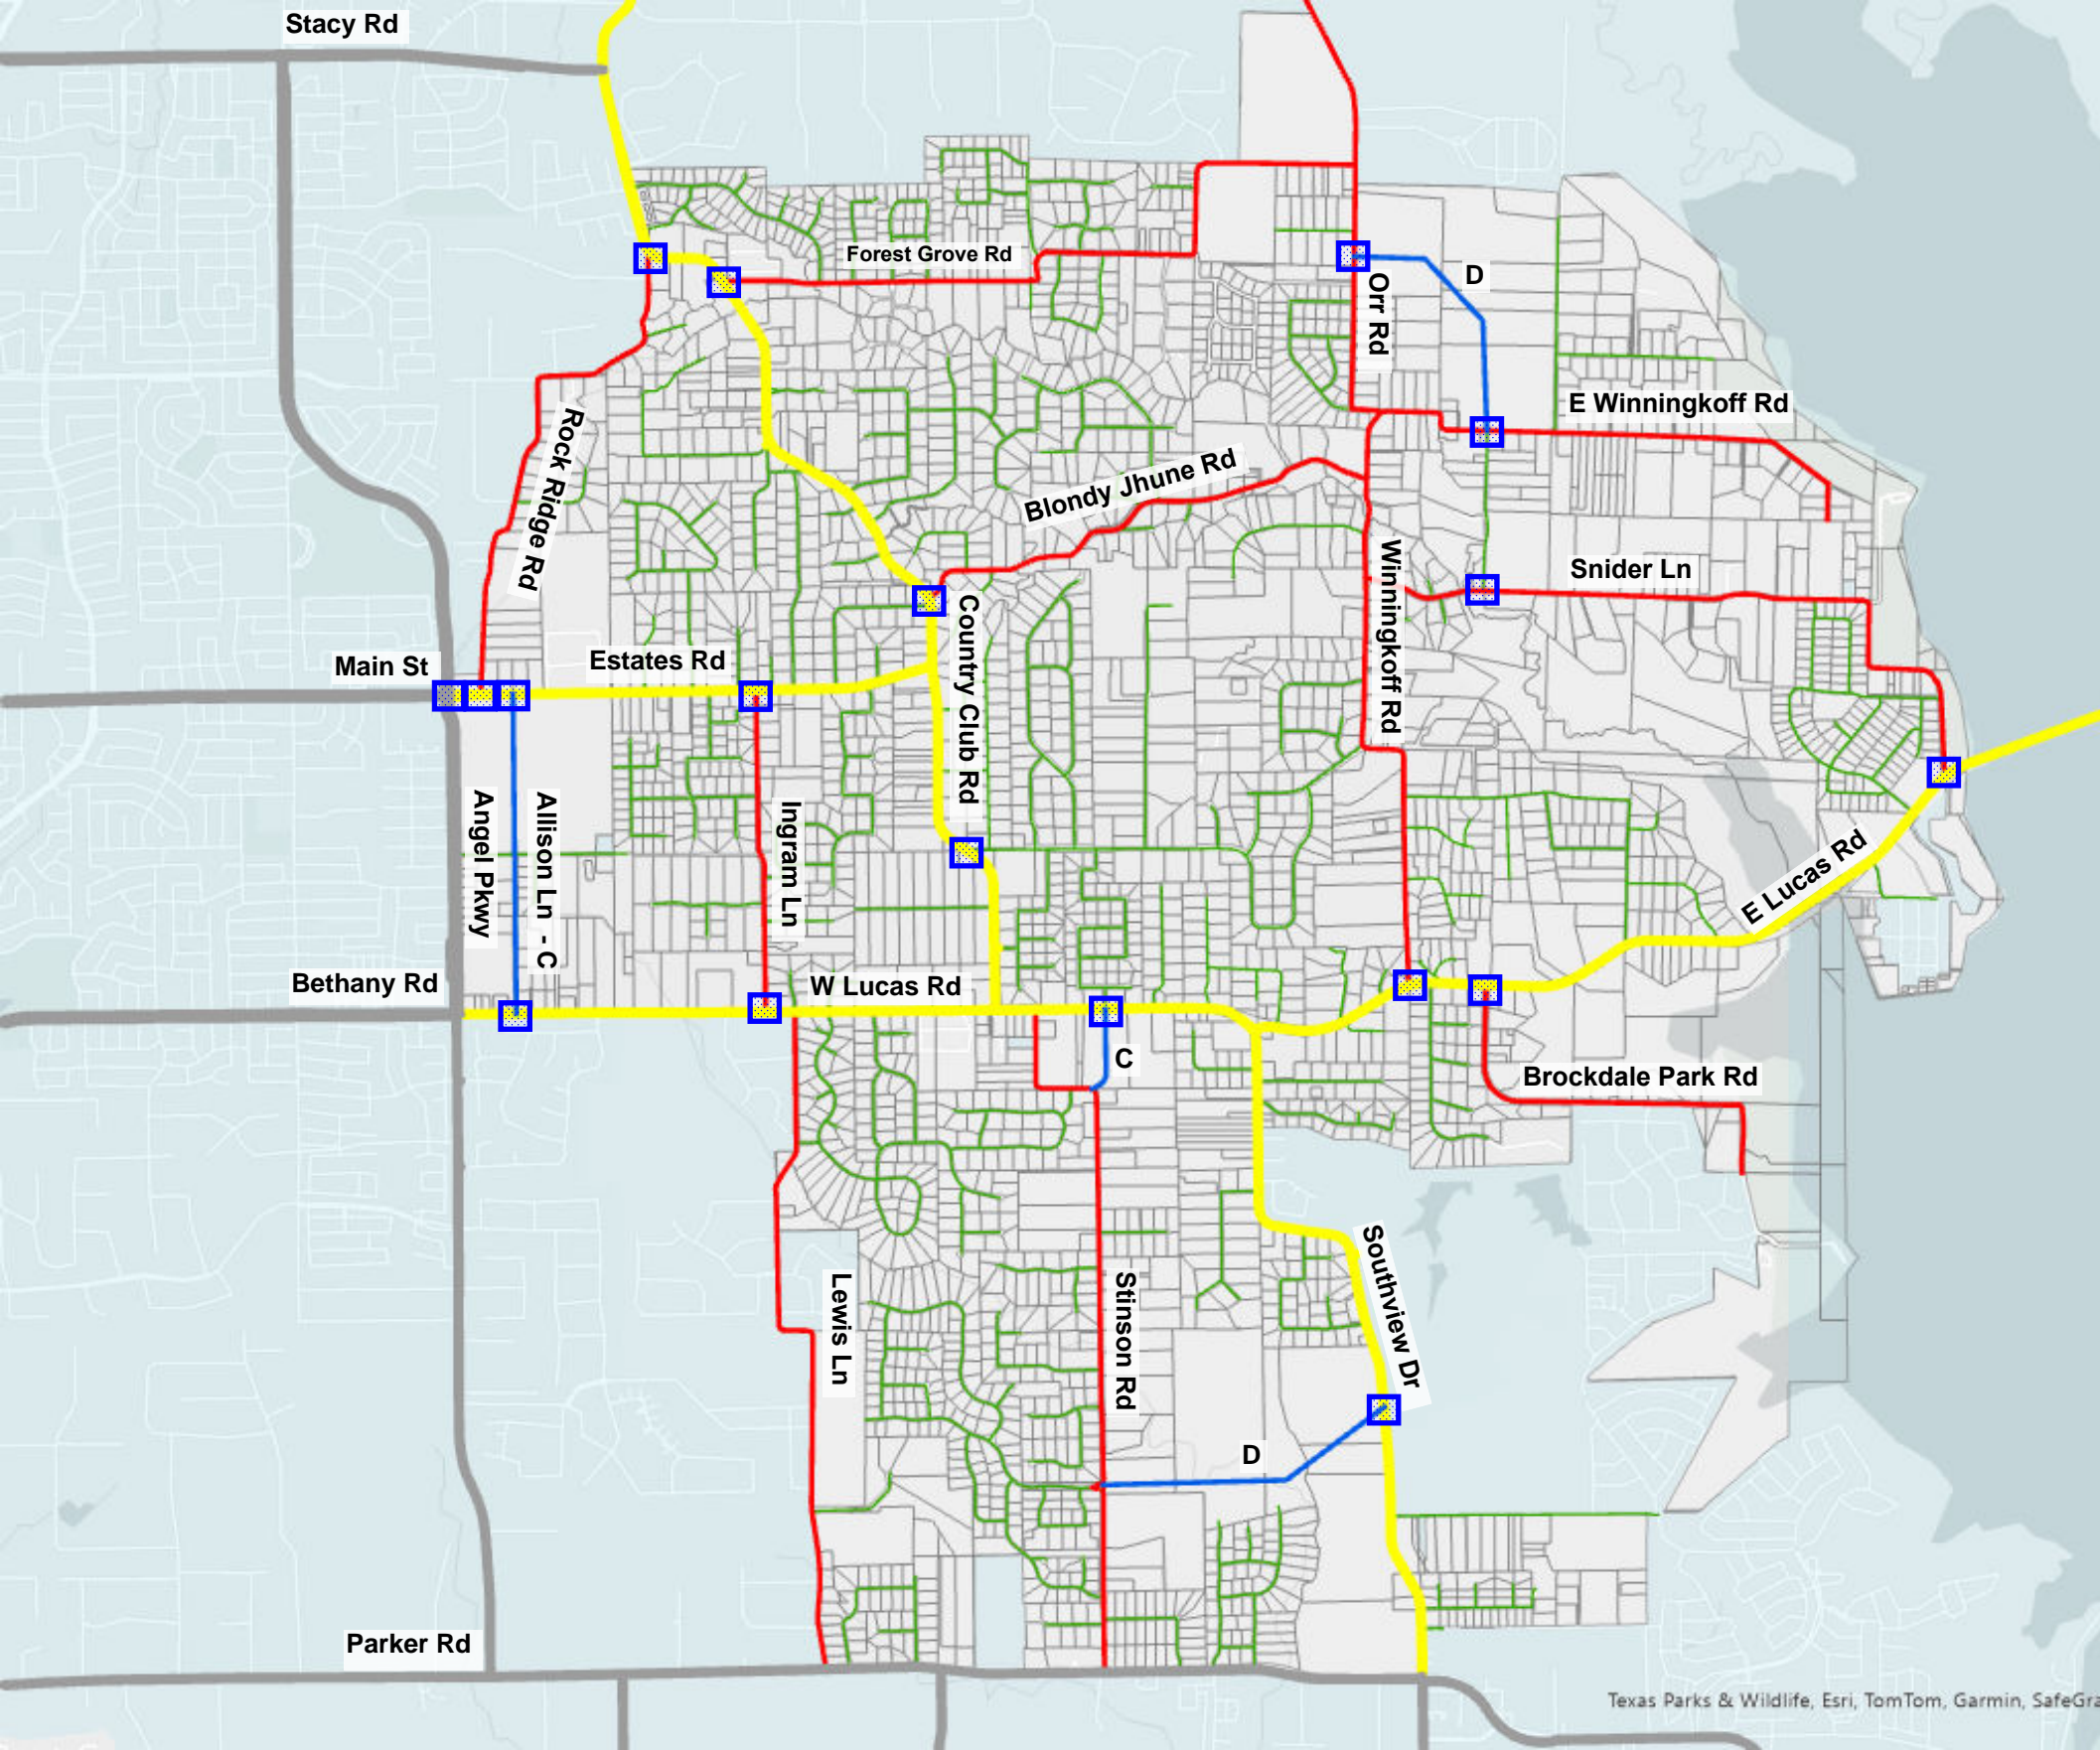 Stacy Rd
Forest Grove Rd
D
Orr Rd
E Winningkoff Rd
Rock Ridge Rd
Blondy Jhune Rd
Winningkoff Rd
Snider Ln
Main St
Estates Rd
Country Club Rd
Angel Pkwy
Allison Ln - C
Ingram Ln
E Lucas Rd
Bethany Rd
W Lucas Rd
C
Brockdale Park Rd
Lewis Ln
Stinson Rd
Southview Dr
D
Parker Rd
Texas Parks & Wildlife, Esri, TomTom, Garmin, SafeGra